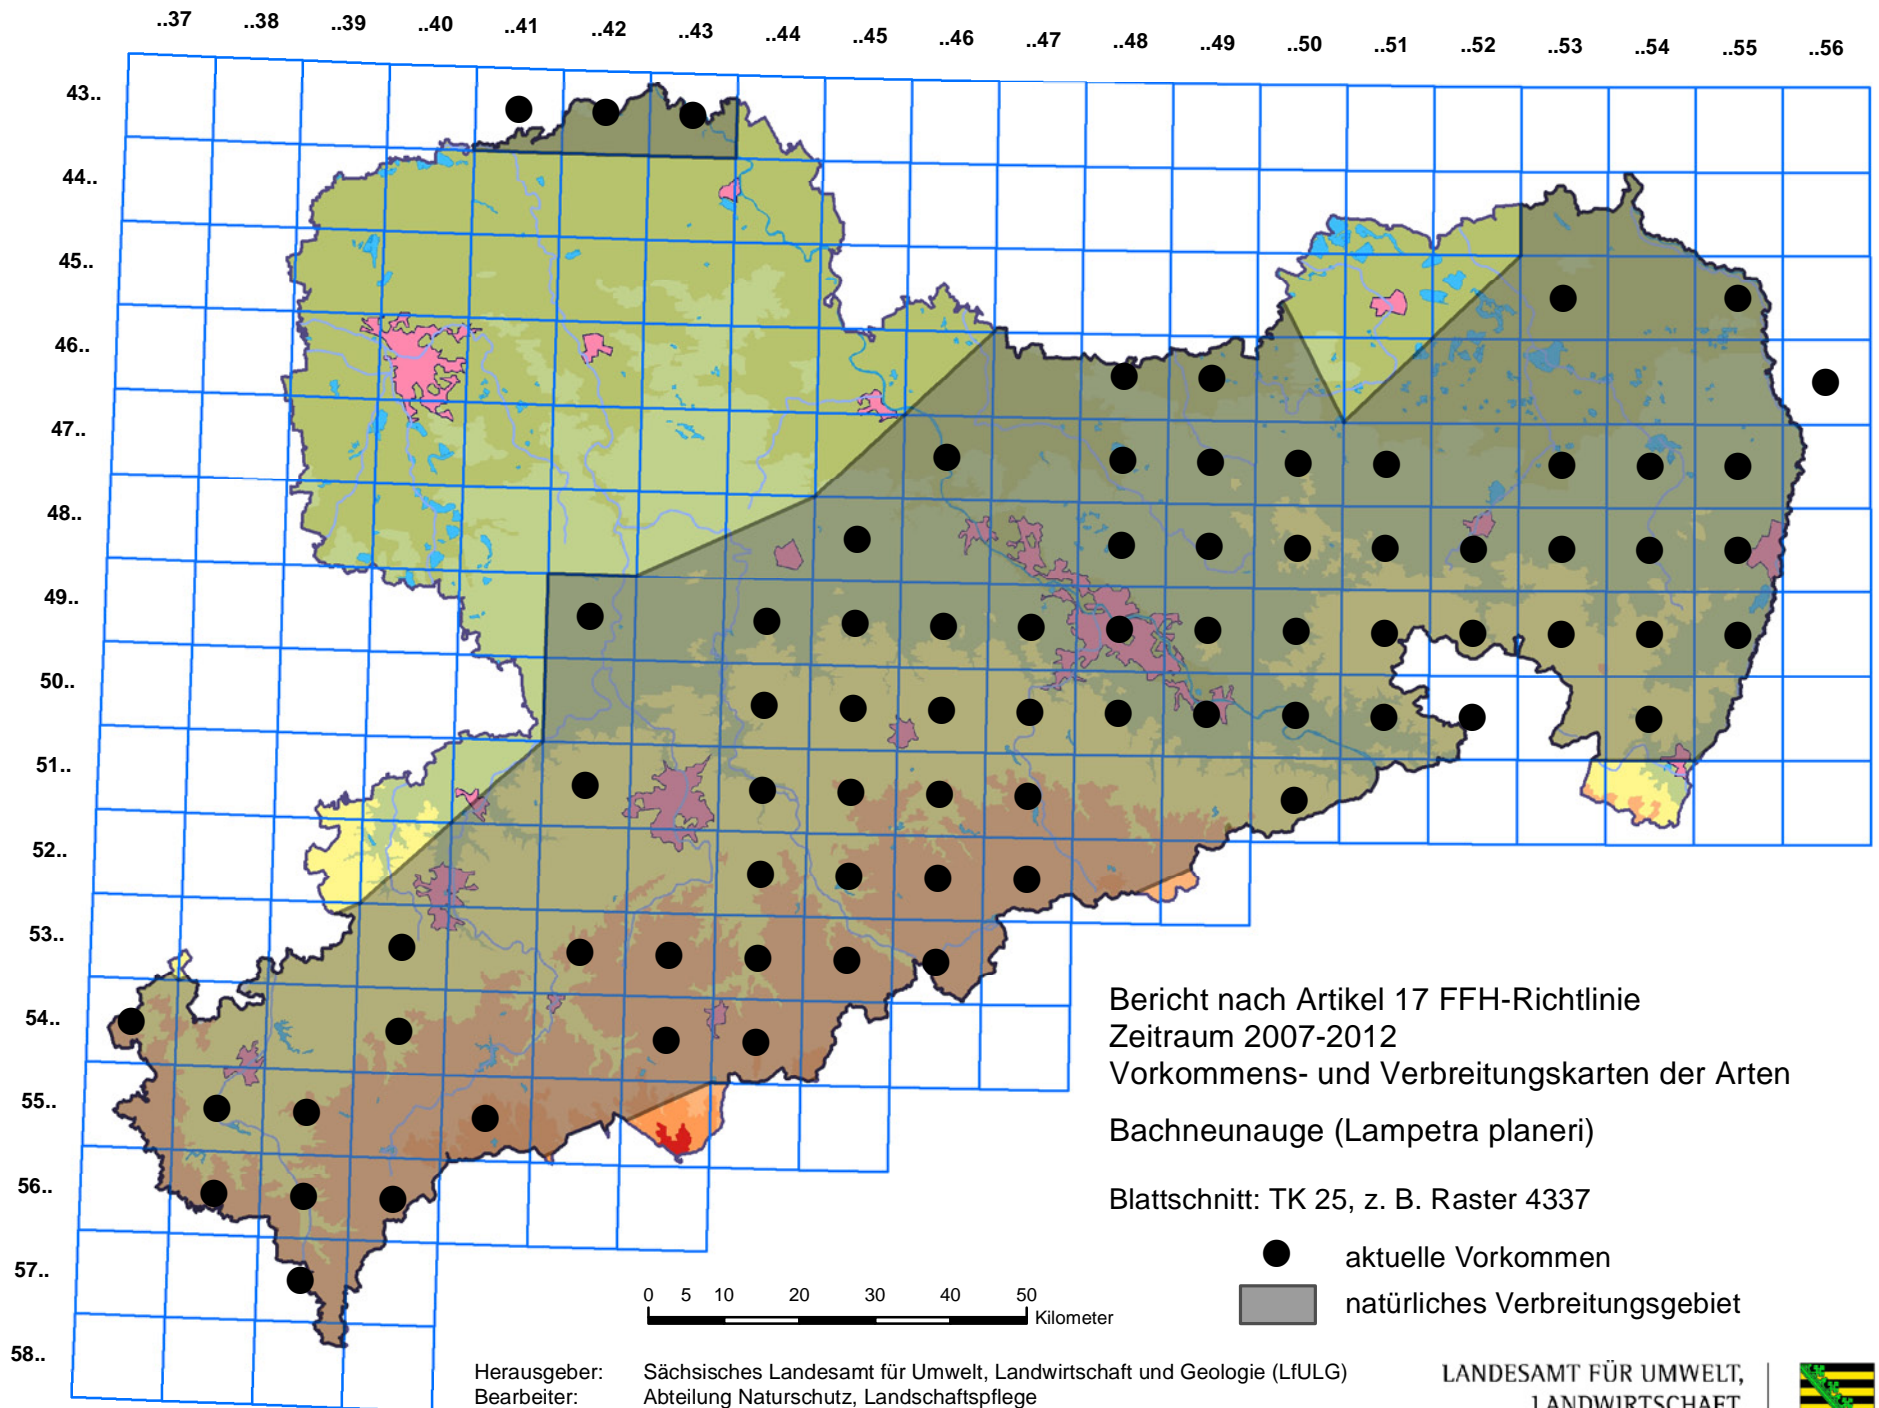 ..37 ..38 ..39 ..40 ..41 ..42 ..43 ..44 ..45 ..46 ..47 ..48 ..49 ..50 ..51 ..52 ..53 ..54 ..55 ..56
43..
44..
45..
46..
47..
48..
49..
50..
51..
52..
53..
54..
55..
56..
57..
58..
Bericht nach Artikel 17 FFH-Richtlinie
Zeitraum 2007-2012
Vorkommens- und Verbreitungskarten der Arten
Bachneunauge (Lampetra planeri)
Blattschnitt: TK 25, z. B. Raster 4337
aktuelle Vorkommen
natürliches Verbreitungsgebiet
0 5 10 20 30 40 50
Kilometer
Herausgeber: Sächsisches Landesamt für Umwelt, Landwirtschaft und Geologie (LfULG)
Bearbeiter: Abteilung Naturschutz, Landschaftspflege
LANDESAMT FÜR UMWELT,
LANDWIRTSCHAFT